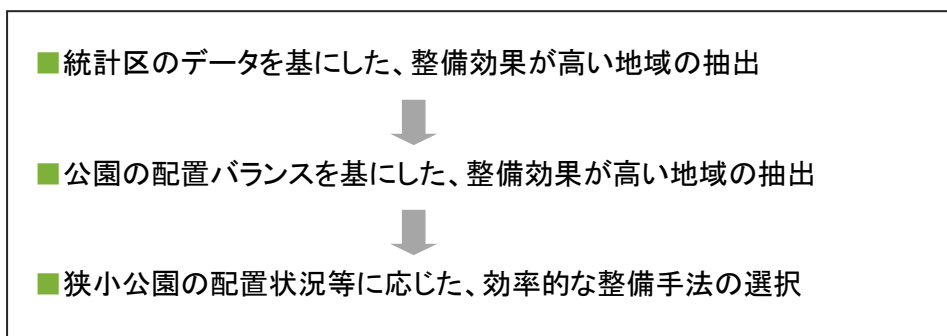 ■統計区のデータを基にした、整備効果が高い地域の抽出
■公園の配置バランスを基にした、整備効果が高い地域の抽出
■狭小公園の配置状況等に応じた、効率的な整備手法の選択